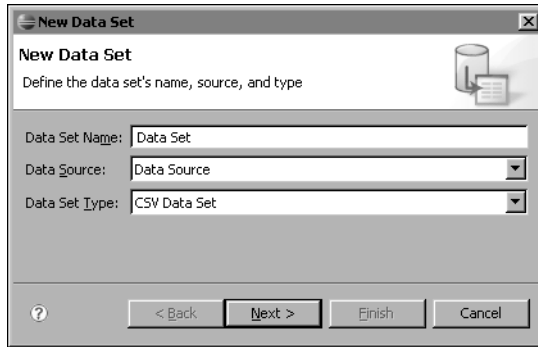 New Data Set
New Data Set
Define the data set's name, source, and type
Data Set Name: Data Set
Data Source: Data Source
Data Set Type: CSV Data Set
? < Back Next > Finish Cancel